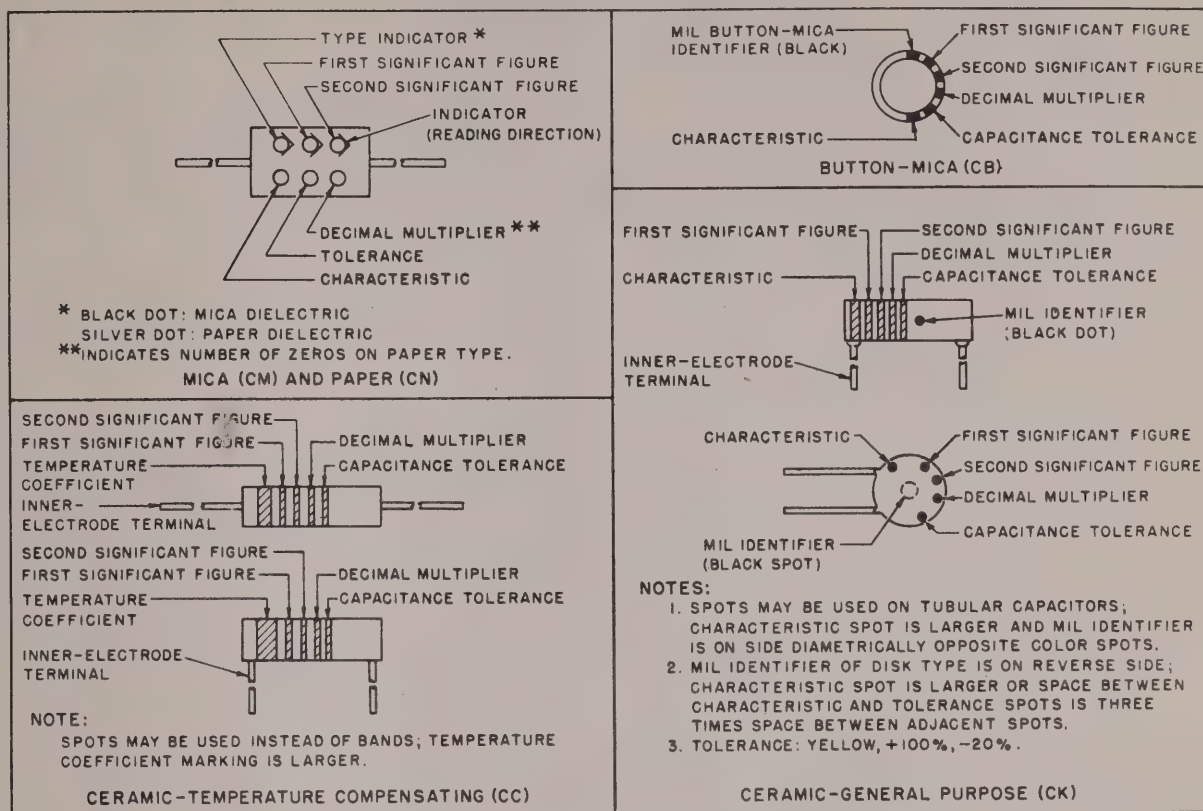 TYPE INDICATOR *
FIRST SIGNIFICANT FIGURE
SECOND SIGNIFICANT FIGURE
INDICATOR
(READING DIRECTION)
DECIMAL MULTIPLIER **
TOLERANCE
CHARACTERISTIC
* BLACK DOT: MICA DIELECTRIC
SILVER DOT: PAPER DIELECTRIC
** INDICATES NUMBER OF ZEROS ON PAPER TYPE.
MICA (CM) AND PAPER (CN)
SECOND SIGNIFICANT FIGURE
FIRST SIGNIFICANT FIGURE
DECIMAL MULTIPLIER
TEMPERATURE
COEFFICIENT
CAPACITANCE TOLERANCE
INNER-
ELECTRODE TERMINAL
SECOND SIGNIFICANT FIGURE
FIRST SIGNIFICANT FIGURE
DECIMAL MULTIPLIER
TEMPERATURE
COEFFICIENT
CAPACITANCE TOLERANCE
INNER-ELECTRODE
TERMINAL
NOTE:
SPOTS MAY BE USED INSTEAD OF BANDS; TEMPERATURE
COEFFICIENT MARKING IS LARGER.
CERAMIC-TEMPERATURE COMPENSATING (CC)
MIL BUTTON-MICA
IDENTIFIER (BLACK)
FIRST SIGNIFICANT FIGURE
SECOND SIGNIFICANT FIGURE
DECIMAL MULTIPLIER
CHARACTERISTIC
CAPACITANCE TOLERANCE
BUTTON-MICA (CB)
FIRST SIGNIFICANT FIGURE
SECOND SIGNIFICANT FIGURE
DECIMAL MULTIPLIER
CHARACTERISTIC
CAPACITANCE TOLERANCE
MIL IDENTIFIER
(BLACK DOT)
INNER-ELECTRODE
TERMINAL
CHARACTERISTIC
FIRST SIGNIFICANT FIGURE
SECOND SIGNIFICANT FIGURE
DECIMAL MULTIPLIER
CAPACITANCE TOLERANCE
MIL IDENTIFIER
(BLACK SPOT)
NOTES:
1. SPOTS MAY BE USED ON TUBULAR CAPACITORS;
CHARACTERISTIC SPOT IS LARGER AND MIL IDENTIFIER
IS ON SIDE DIAMETRICALLY OPPOSITE COLOR SPOTS.
2. MIL IDENTIFIER OF DISK TYPE IS ON REVERSE SIDE;
CHARACTERISTIC SPOT IS LARGER OR SPACE BETWEEN
CHARACTERISTIC AND TOLERANCE SPOTS IS THREE
TIMES SPACE BETWEEN ADJACENT SPOTS.
3. TOLERANCE: YELLOW, +100%, -20%.
CERAMIC-GENERAL PURPOSE (CK)